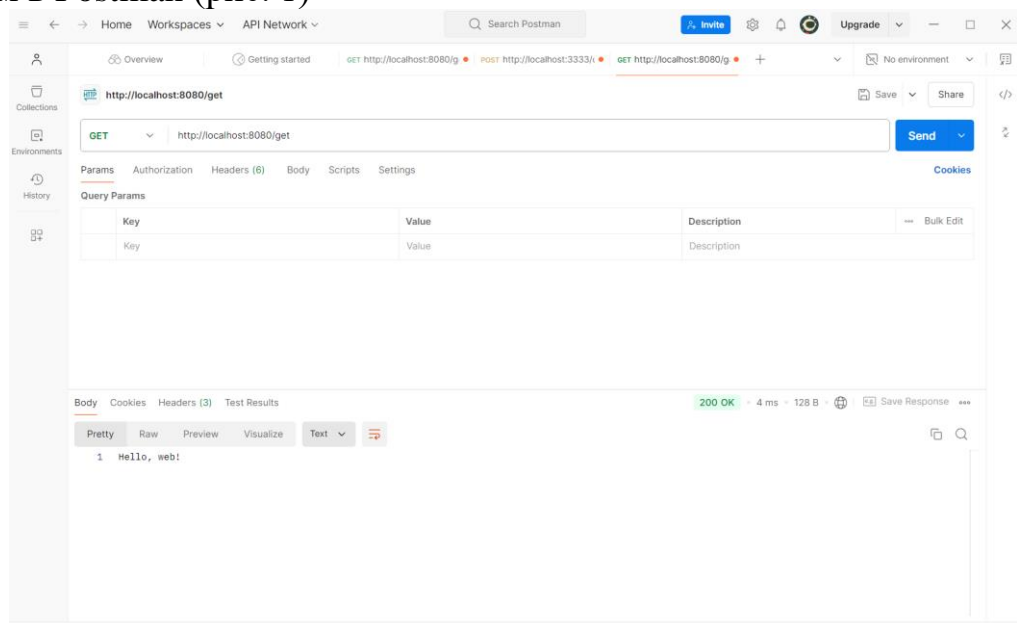 в Postman (рис. 1)
Home Workspaces API Network Search Postman Invite Upgrade
Overview Getting started GET http://localhost:8080/g POST http://localhost:3333/ GET http://localhost:8080/g No environment
Collections
Environments
History
HTTP http://localhost:8080/get Save Share
GET http://localhost:8080/get Send
Params Authorization Headers (6) Body Scripts Settings Cookies
Query Params
Key Value Description Bulk Edit
Key Value Description
Body Cookies Headers (3) Test Results 200 OK 4 ms 128 B Save Response
Pretty Raw Preview Visualize Text
1 Hello, web!